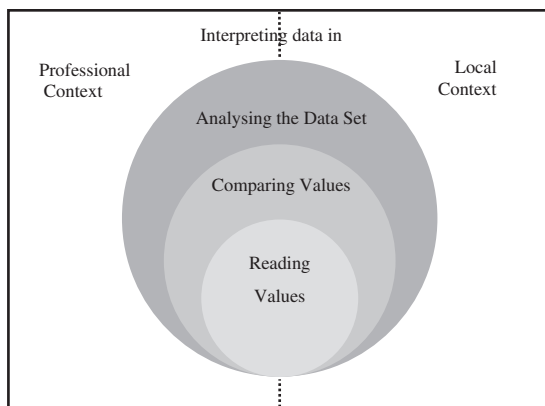 Interpreting data in
Professional
Context
Local
Context
Analysing the Data Set
Comparing Values
Reading
Values